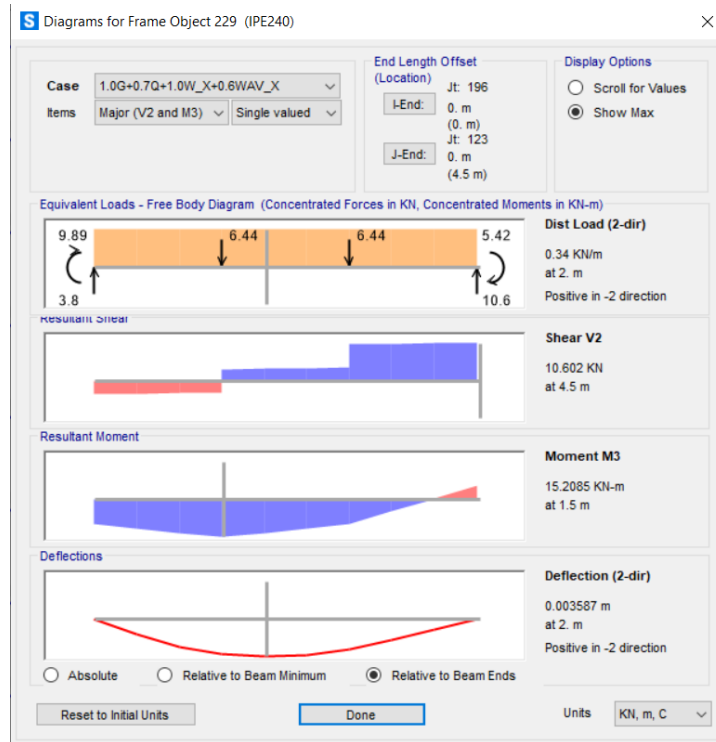 S Diagrams for Frame Object 229 (IPE240)
Case 1.0G+0.7Q+1.0W_X+0.6WAV_X
Items Major (V2 and M3) Single valued
End Length Offset
(Location)
I-End:
Jt: 196
0. m
(0. m)
J-End:
Jt: 123
0. m
(4.5 m)
Display Options
Scroll for Values
Show Max
Equivalent Loads - Free Body Diagram (Concentrated Forces in KN, Concentrated Moments in KN-m)
9.89 6.44 6.44 5.42
3.8 10.6
Dist Load (2-dir)
0.34 KN/m
at 2. m
Positive in -2 direction
Resultant Shear
Shear V2
10.602 KN
at 4.5 m
Resultant Moment
Moment M3
15.2085 KN-m
at 1.5 m
Deflections
Deflection (2-dir)
0.003587 m
at 2. m
Positive in -2 direction
Absolute Relative to Beam Minimum Relative to Beam Ends
Reset to Initial Units Done Units KN, m, C